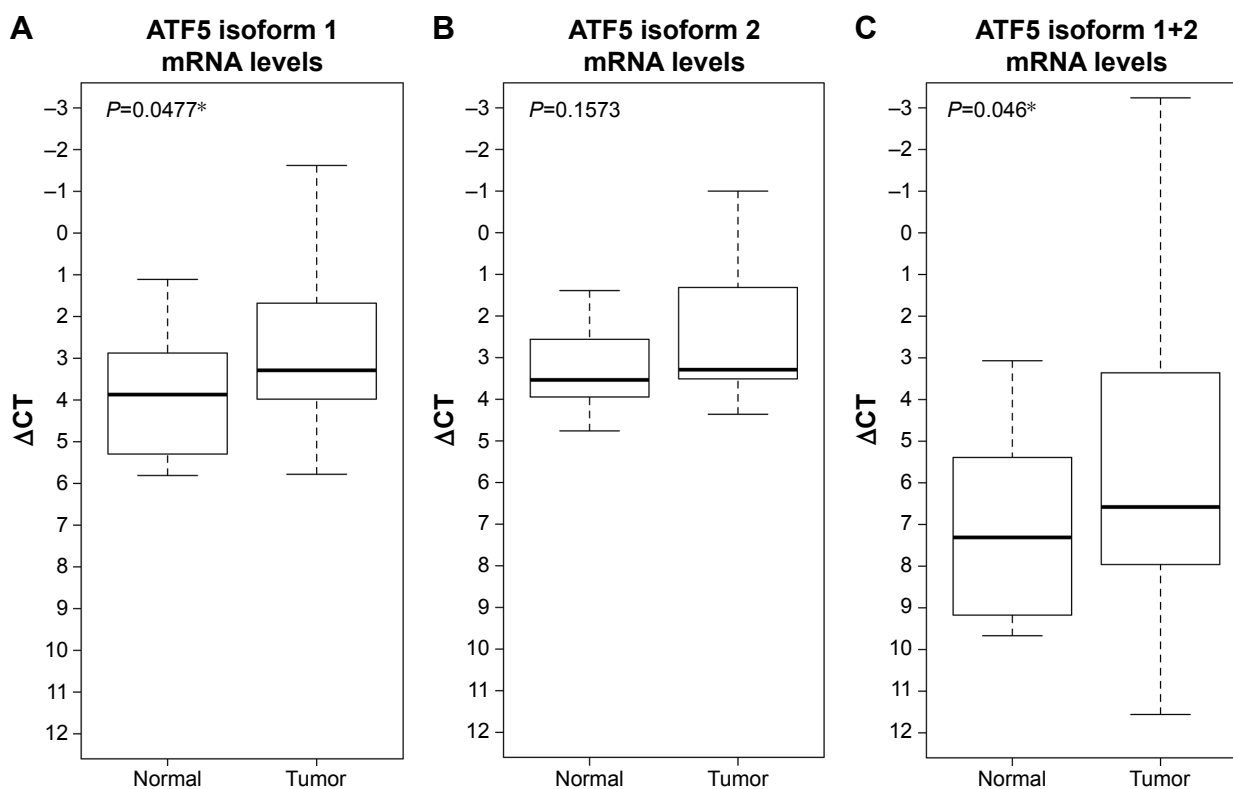 A
ATF5 isoform 1
mRNA levels
P=0.0477*
ΔCT
–3
–2
–1
0
1
2
3
4
5
6
7
8
9
10
11
12
Normal
Tumor
B
ATF5 isoform 2
mRNA levels
P=0.1573
ΔCT
–3
–2
–1
0
1
2
3
4
5
6
7
8
9
10
11
12
Normal
Tumor
C
ATF5 isoform 1+2
mRNA levels
P=0.046*
ΔCT
–3
–2
–1
0
1
2
3
4
5
6
7
8
9
10
11
12
Normal
Tumor